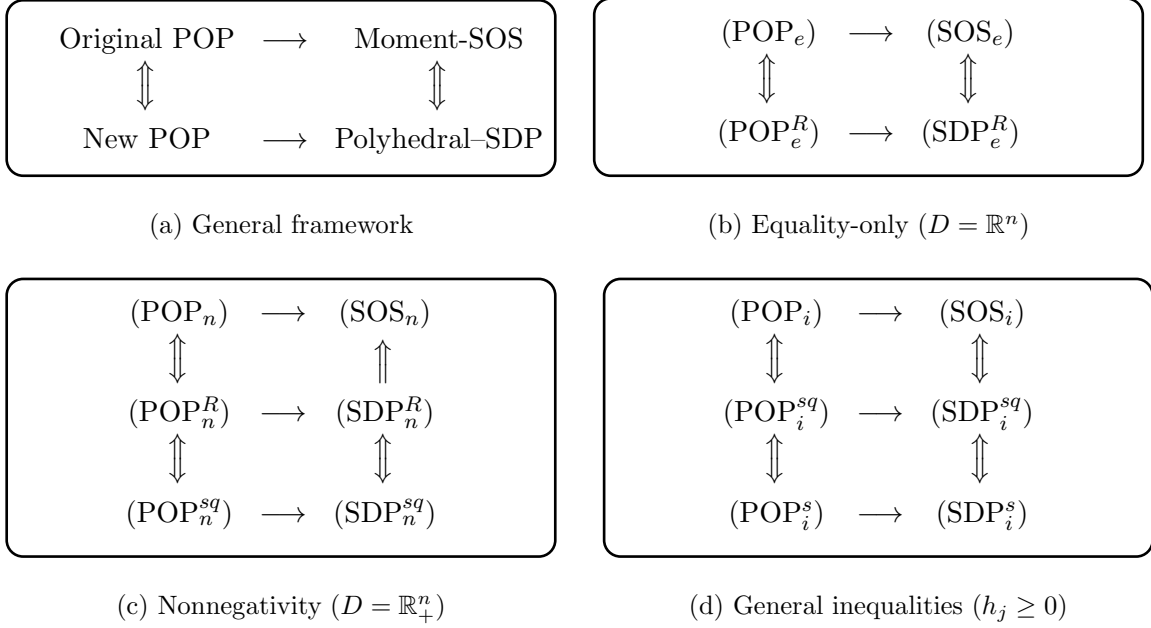 Original POP ⟶ Moment-SOS
⇕ ⇕
New POP ⟶ Polyhedral–SDP
(a) General framework
(POP_e) ⟶ (SOS_e)
⇕ ⇕
(POP_e^R) ⟶ (SDP_e^R)
(b) Equality-only (D = ℝ^n)
(POP_n) ⟶ (SOS_n)
⇕ ⇑
(POP_n^R) ⟶ (SDP_n^R)
⇕ ⇕
(POP_n^{sq}) ⟶ (SDP_n^{sq})
(c) Nonnegativity (D = ℝ_+^n)
(POP_i) ⟶ (SOS_i)
⇕ ⇕
(POP_i^{sq}) ⟶ (SDP_i^{sq})
⇕ ⇕
(POP_i^s) ⟶ (SDP_i^s)
(d) General inequalities (h_j ≥ 0)